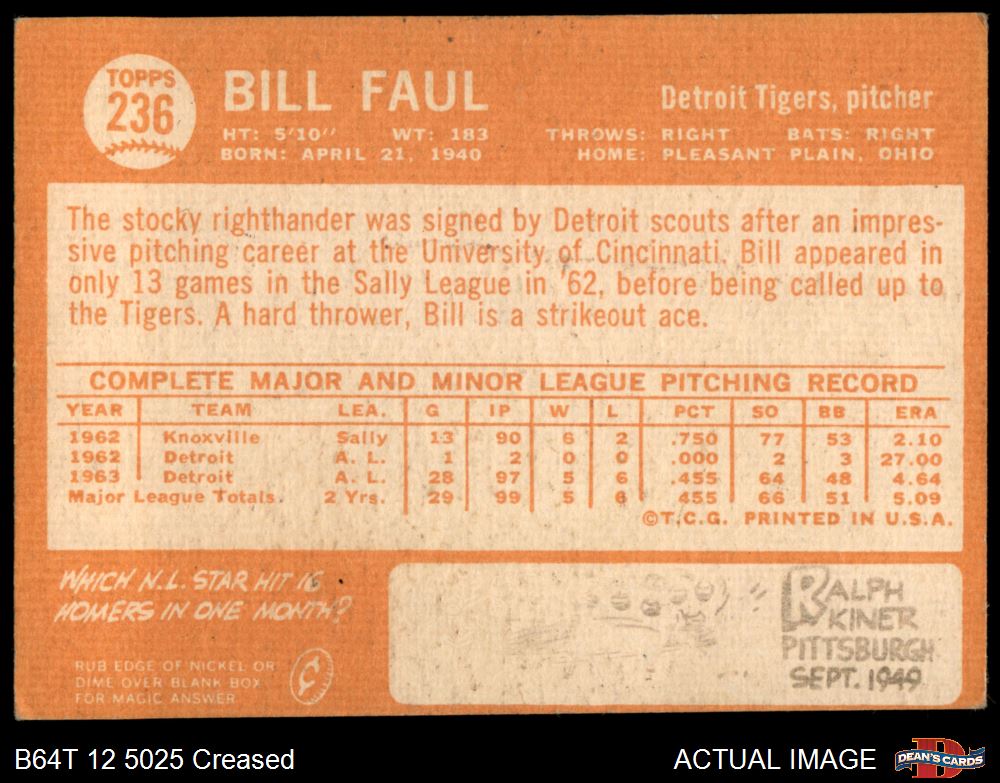 TOPPS
236
BILL FAUL
Detroit Tigers, pitcher
HT: 5'10" WT: 183 THROWS: RIGHT BATS: RIGHT
BORN: APRIL 21, 1940 HOME: PLEASANT PLAIN, OHIO
The stocky righthander was signed by Detroit scouts after an impres-
sive pitching career at the University of Cincinnati. Bill appeared in
only 13 games in the Sally League in '62, before being called up to
the Tigers. A hard thrower, Bill is a strikeout ace.
COMPLETE MAJOR AND MINOR LEAGUE PITCHING RECORD
YEAR TEAM LEA. G IP W L PCT SO BB ERA
1962 Knoxville Sally 13 90 6 2 .750 77 53 2.10
1962 Detroit A. L. 1 2 0 0 .000 2 3 27.00
1963 Detroit A. L. 28 97 5 6 .455 64 48 4.64
Major League Totals. 2 Yrs. 29 99 5 6 .455 66 51 5.09
©T.C.G. PRINTED IN U.S.A.
WHICH N.L. STAR HIT 16
HOMERS IN ONE MONTH?
RUB EDGE OF NICKEL OR
DIME OVER BLANK BOX
FOR MAGIC ANSWER
¢
RALPH
KINER
PITTSBURGH
SEPT. 1949
B64T 12 5025 Creased
ACTUAL IMAGE
D
DEAN'S CARDS